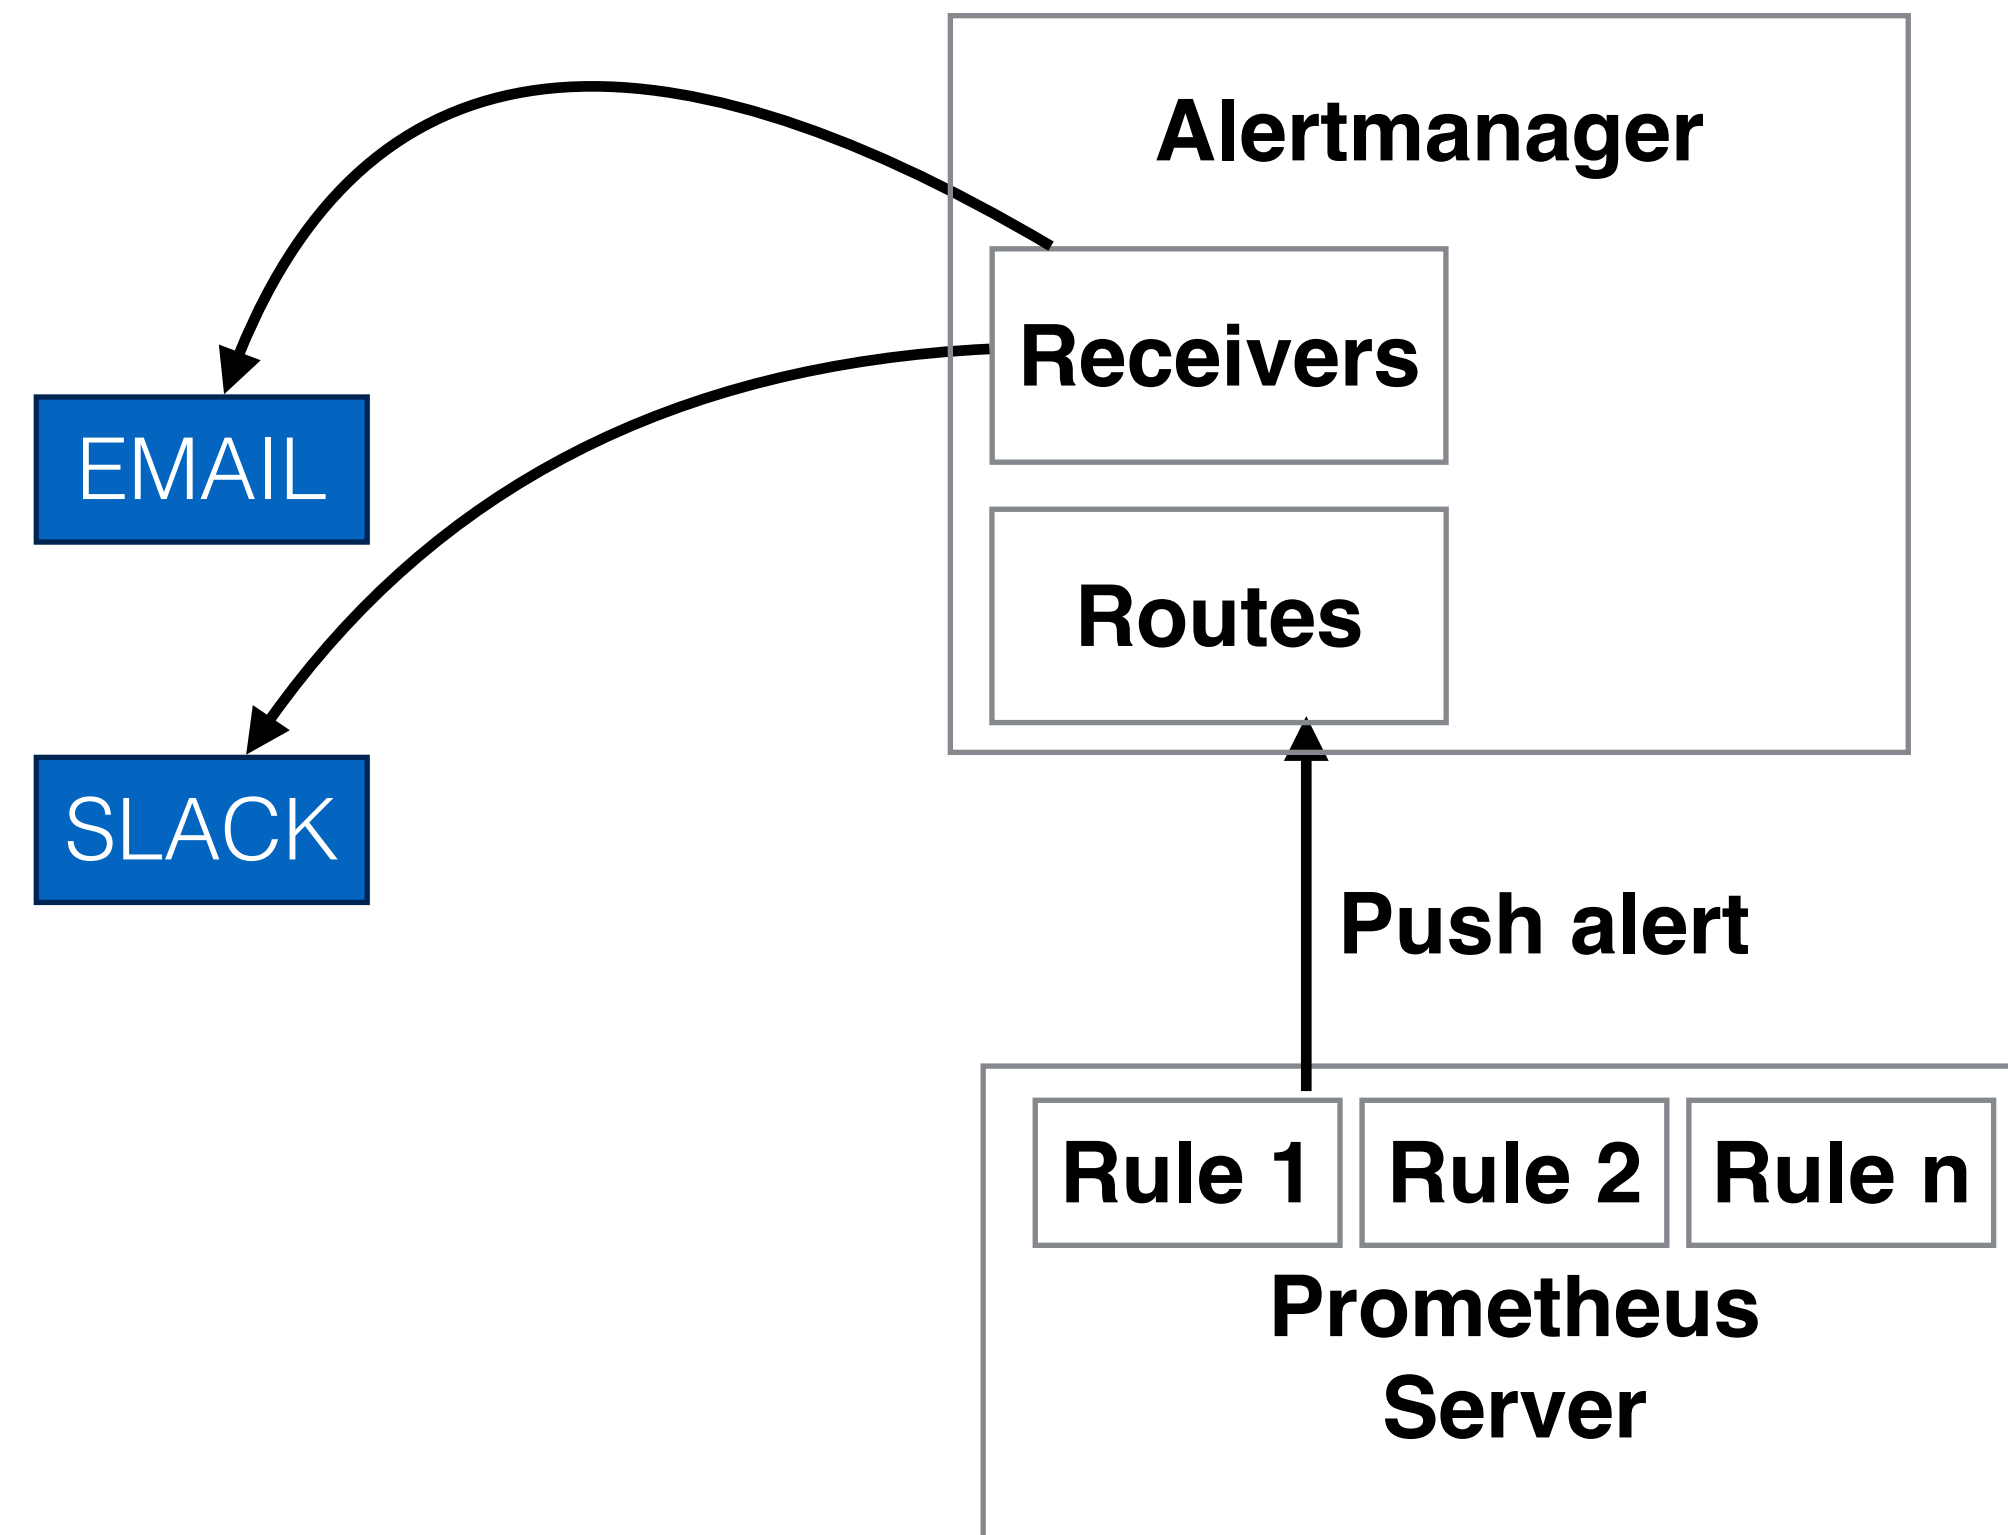 Alertmanager
Receivers
EMAIL
Routes
SLACK
Push alert
Rule 1
Rule 2
Rule n
Prometheus
Server